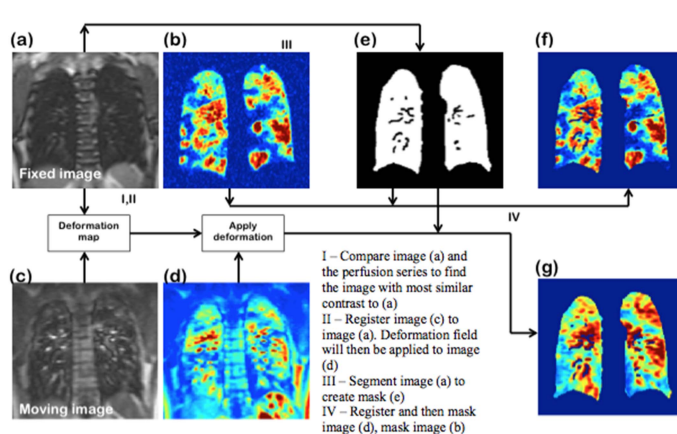 (a)
(b)
III
(e)
(f)
Fixed image
I,II
IV
Deformation
map
Apply
deformation
(c)
(d)
(g)
I – Compare image (a) and
the perfusion series to find
the image with most similar
contrast to (a)
II – Register image (c) to
image (a). Deformation field
will then be applied to image
(d)
III – Segment image (a) to
create mask (e)
IV – Register and then mask
image (d), mask image (b)
Moving image